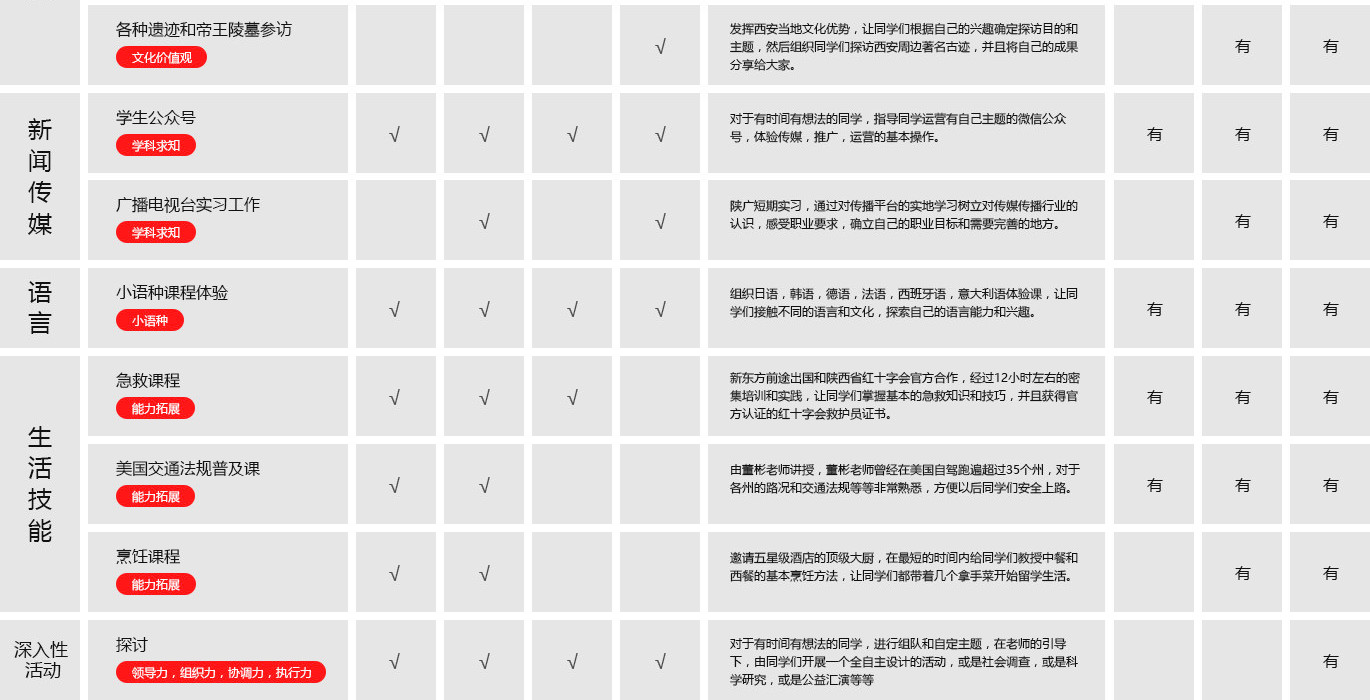 各种遗迹和帝王陵墓参访
文化价值观
√
发挥西安当地文化优势，让同学们根据自己的兴趣确定探访目的和
主题，然后组织同学们探访西安周边著名古迹，并且将自己的成果
分享给大家。
有 有
新闻传媒
学生公众号
学科求知
√ √ √ √
对于有时间有想法的同学，指导同学运营有自己主题的微信公众
号，体验传媒，推广，运营的基本操作。
有 有 有
广播电视台实习工作
学科求知
√ √
陕广短期实习，通过对传播平台的实地学习树立对传媒传播行业的
认识，感受职业要求，确立自己的职业目标和需要完善的地方。
有 有
语言
小语种课程体验
小语种
√ √ √ √
组织日语，韩语，德语，法语，西班牙语，意大利语体验课，让同
学们接触不同的语言和文化，探索自己的语言能力和兴趣。
有 有 有
生活技能
急救课程
能力拓展
√ √ √
新东方前途出国和陕西省红十字会官方合作，经过12小时左右的密
集培训和实践，让同学们掌握基本的急救知识和技巧，并且获得官
方认证的红十字会救护员证书。
有 有 有
美国交通法规普及课
能力拓展
√ √
由董彬老师讲授，董彬老师曾经在美国自驾跑遍超过35个州，对于
各州的路况和交通法规等等非常熟悉，方便以后同学们安全上路。
有 有 有
烹饪课程
能力拓展
√ √
邀请五星级酒店的顶级大厨，在最短的时间内给同学们教授中餐和
西餐的基本烹饪方法，让同学们都带着几个拿手菜开始留学生活。
有 有
深入性
活动
探讨
领导力，组织力，协调力，执行力
√ √ √ √
对于有时间有想法的同学，进行组队和自定主题，在老师的引导
下，由同学们开展一个全自主设计的活动，或是社会调查，或是科
学研究，或是公益汇演等等
有